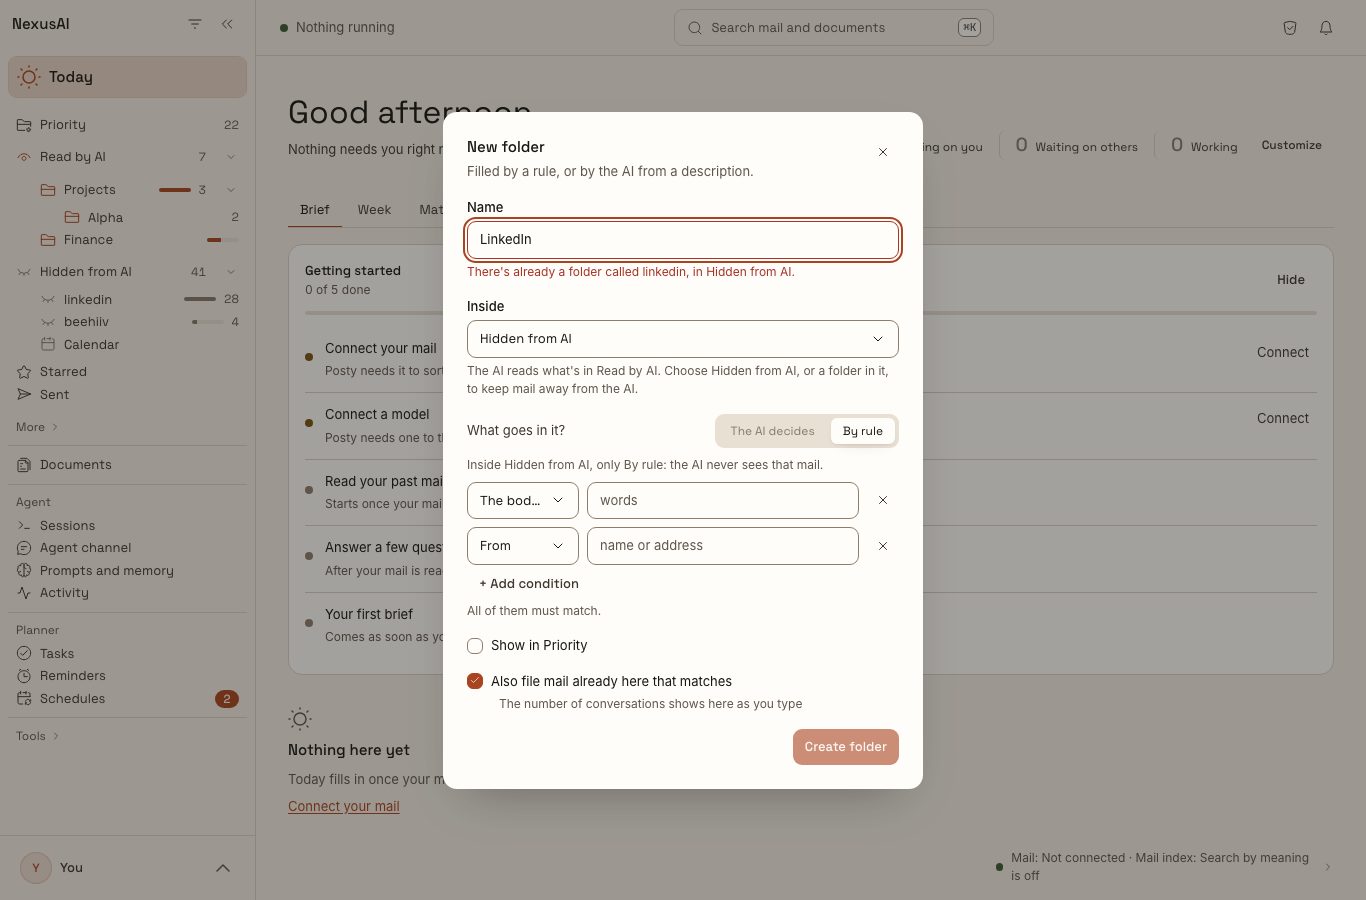 NexusAI
Nothing running
Search mail and documents
⌘K
Today
Priority 22
Read by AI 7
Projects 3
Alpha 2
Finance
Hidden from AI 41
linkedin 28
beehiiv 4
Calendar
Starred
Sent
More
Documents
Agent
Sessions
Agent channel
Prompts and memory
Activity
Planner
Tasks
Reminders
Schedules 2
Tools
Y You
Good afternoon
Nothing needs you right
on you
0 Waiting on others
0 Working
Customize
Brief Week
Getting started
0 of 5 done
Hide
Connect your mail
Posty needs it to
Connect
Connect a model
Posty needs one to
Connect
Read your past
Starts once your
Answer a few
After your mail is
Your first brief
Comes as soon as
Nothing here yet
Today fills in once your
Connect your mail
Mail: Not connected · Mail index: Search by meaning
is off
New folder
Filled by a rule, or by the AI from a description.
Name
LinkedIn
There's already a folder called linkedin, in Hidden from AI.
Inside
Hidden from AI
The AI reads what's in Read by AI. Choose Hidden from AI, or a folder in it,
to keep mail away from the AI.
What goes in it?
The AI decides By rule
Inside Hidden from AI, only By rule: the AI never sees that mail.
The bod... words
From name or address
+ Add condition
All of them must match.
Show in Priority
Also file mail already here that matches
The number of conversations shows here as you type
Create folder